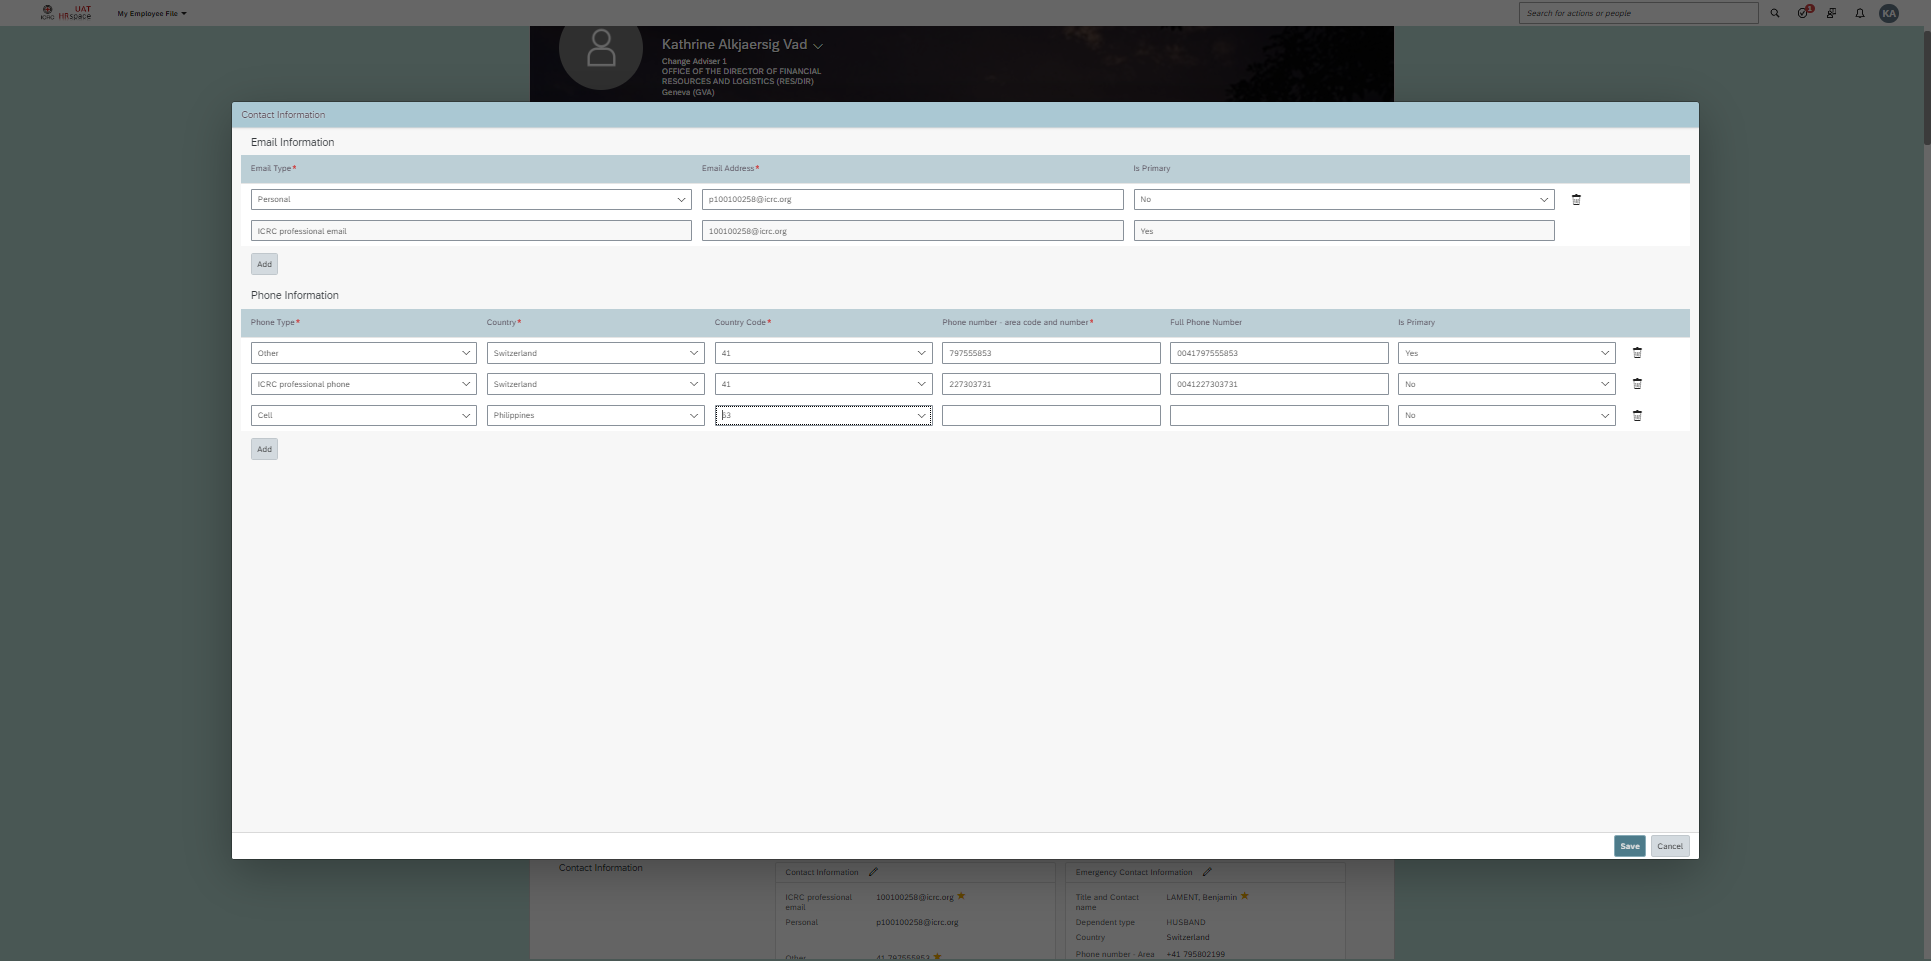 ICRC
UAT
HRspace
My Employee File
Search for actions or people
1
KA
Kathrine Alkjaersig Vad
Change Adviser 1
OFFICE OF THE DIRECTOR OF FINANCIAL
RESOURCES AND LOGISTICS (RES/DIR)
Geneva (GVA)
Contact Information
Email Information
Email Type* Email Address* Is Primary
Personal p100100258@icrc.org No
ICRC professional email 100100258@icrc.org Yes
Add
Phone Information
Phone Type* Country* Country Code* Phone number - area code and number* Full Phone Number Is Primary
Other Switzerland 41 797555853 0041797555853 Yes
ICRC professional phone Switzerland 41 227303731 0041227303731 No
Cell Philippines 63 No
Add
Save Cancel
Contact Information
Contact Information
ICRC professional
email
100100258@icrc.org
Personal p100100258@icrc.org
Other 41 797555853
Emergency Contact Information
Title and Contact
name
LAMENT, Benjamin
Dependent type HUSBAND
Country Switzerland
Phone number - Area +41 795802199